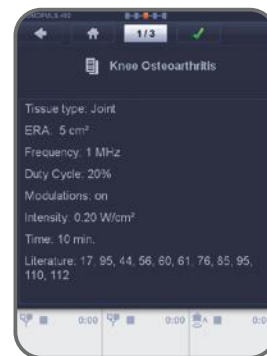 1/3
Knee Osteoarthritis
Tissue type: Joint
ERA: 5 cm²
Frequency: 1 MHz
Duty Cycle: 20%
Modulations: on
Intensity: 0.20 W/cm²
Time: 10 min.
Literature: 17, 95, 44, 56, 60, 61, 76, 85, 95,
110, 112
0:00 0:00 A 0:00